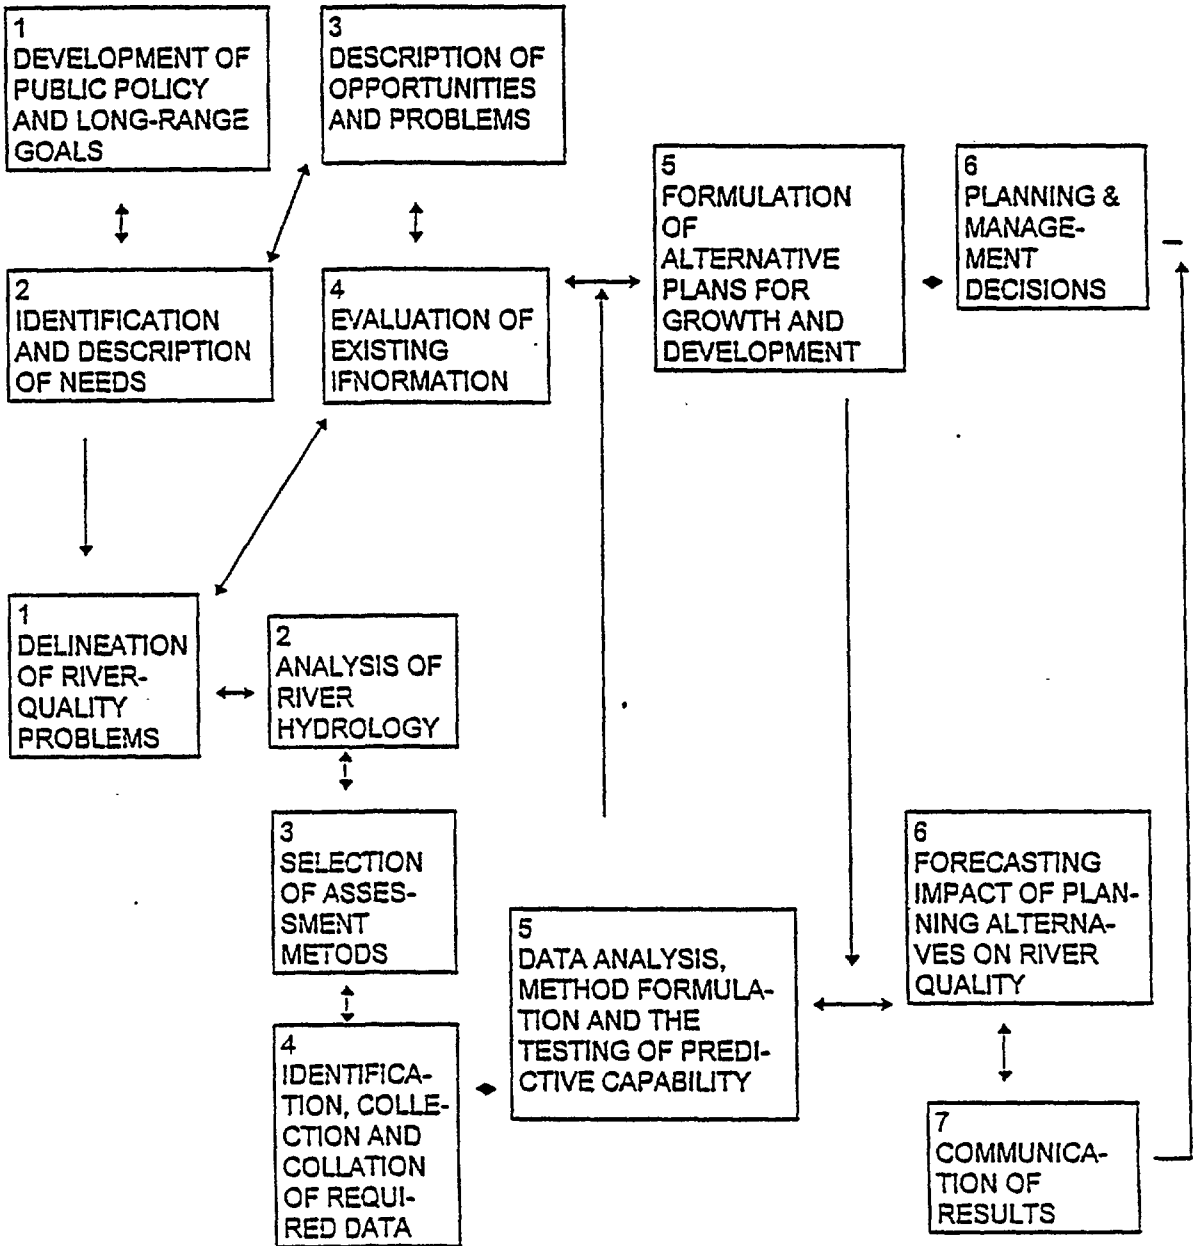 1
DEVELOPMENT OF
PUBLIC POLICY
AND LONG-RANGE
GOALS
3
DESCRIPTION OF
OPPORTUNITIES
AND PROBLEMS
2
IDENTIFICATION
AND DESCRIPTION
OF NEEDS
4
EVALUATION OF
EXISTING
IFNORMATION
5
FORMULATION
OF
ALTERNATIVE
PLANS FOR
GROWTH AND
DEVELOPMENT
6
PLANNING &
MANAGE-
MENT
DECISIONS
1
DELINEATION
OF RIVER-
QUALITY
PROBLEMS
2
ANALYSIS OF
RIVER
HYDROLOGY
3
SELECTION
OF ASSES-
SMENT
METODS
4
IDENTIFICA-
TION, COLLE-
CTION AND
COLLATION
OF REQUI-
RED DATA
5
DATA ANALYSIS,
METHOD FORMULA-
TION AND THE
TESTING OF PREDI-
CTIVE CAPABILITY
6
FORECASTING
IMPACT OF PLAN-
NING ALTERNA-
VES ON RIVER
QUALITY
7
COMMUNICA-
TION OF
RESULTS